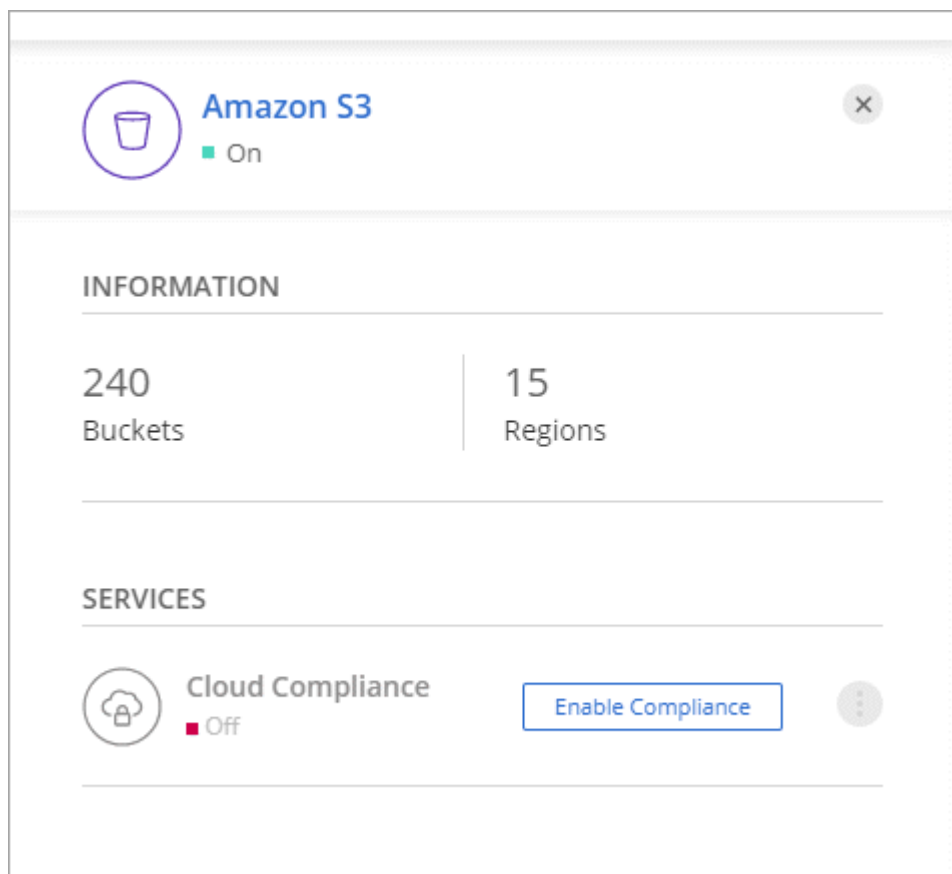 Amazon S3
On
INFORMATION
240
Buckets
15
Regions
SERVICES
Cloud Compliance
Off
Enable Compliance